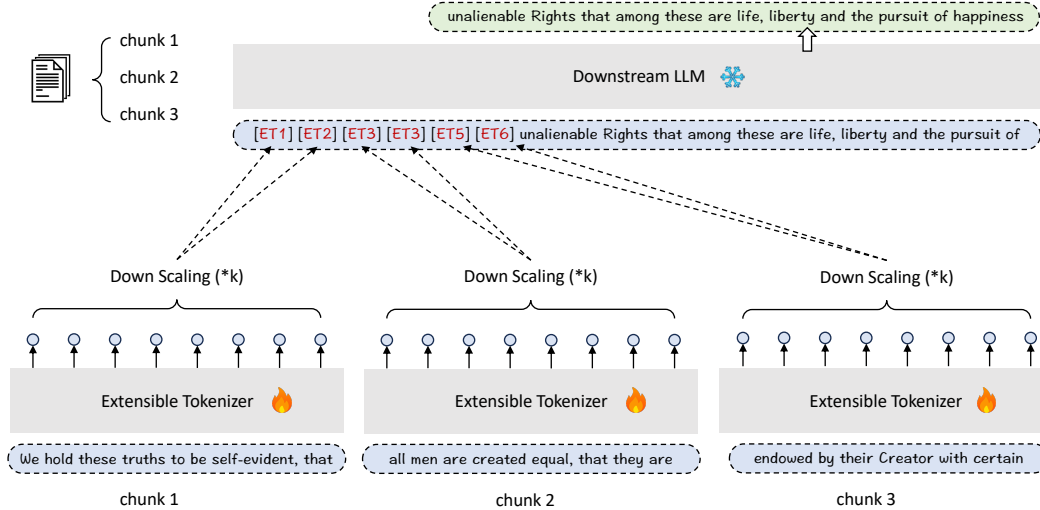 unalienable Rights that among these are life, liberty and the pursuit of happiness
chunk 1
chunk 2
chunk 3
Downstream LLM
[ET1] [ET2] [ET3] [ET3] [ET5] [ET6] unalienable Rights that among these are life, liberty and the pursuit of
Down Scaling (*k)
Down Scaling (*k)
Down Scaling (*k)
Extensible Tokenizer
Extensible Tokenizer
Extensible Tokenizer
We hold these truths to be self-evident, that
all men are created equal, that they are
endowed by their Creator with certain
chunk 1
chunk 2
chunk 3